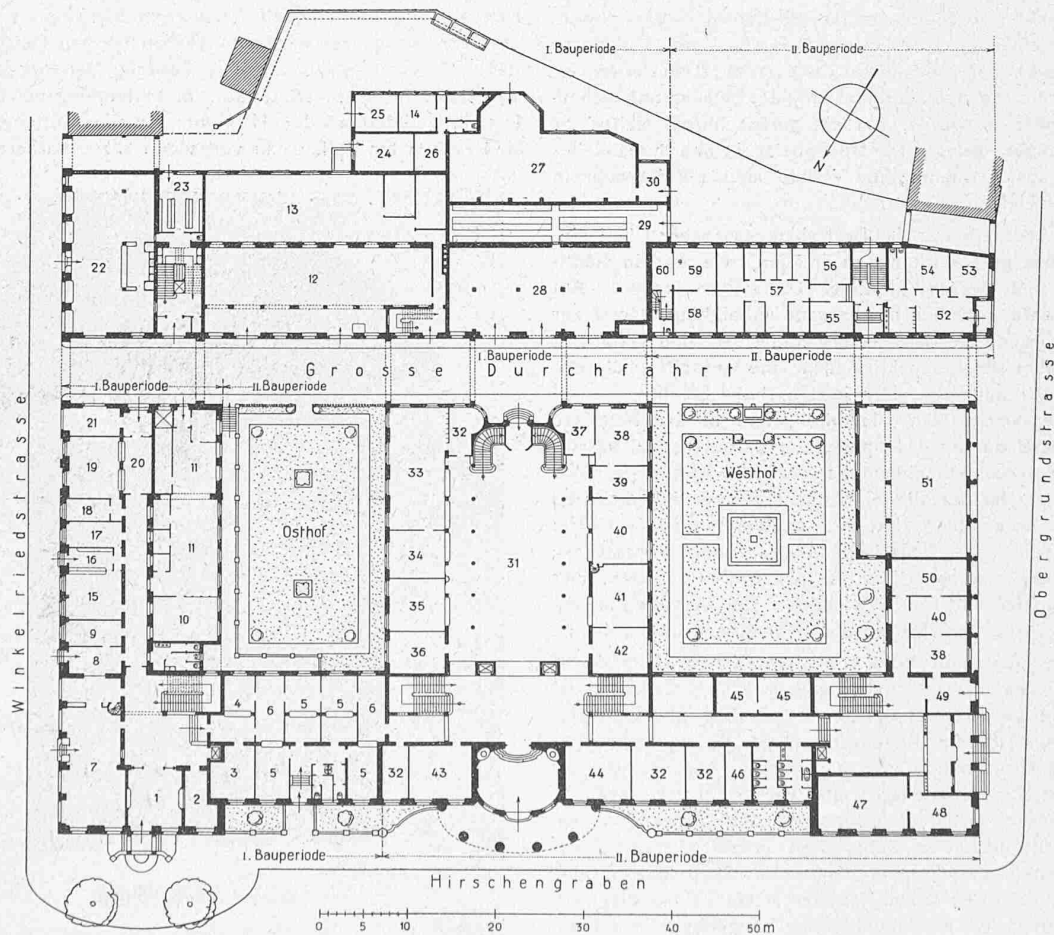 I. Bauperiode II. Bauperiode
N
25 14
24 26 27 30
23
13 29
22 12 28 60 59 56 54 53
57
58 55 52
I. Bauperiode II. Bauperiode
Grosse Durchfah
I. Bauperiode II. Bauperiode
21 32 37 38
20 11 33
19 39 51
18 Osthof Westhof
17 11 40
16 34 31
15 41 50
10 35 40
9
8 36 42 38
4 6 5 5 6 45 45 49
7 3 5 5 32 43 44 32 32 46
2 47 48
I. Bauperiode II. Bauperiode
Hirschengraben
0 5 10 20 30 40 50 m
Winkelriedstrasse
Obergrundstrasse